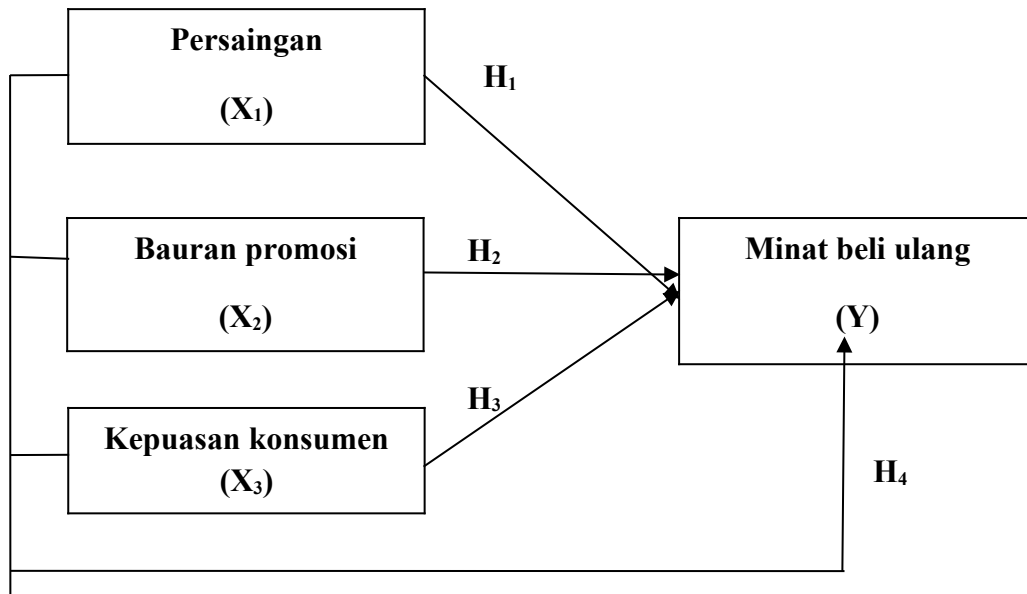 Persaingan
(X₁)
H₁
Bauran promosi
(X₂)
H₂
Minat beli ulang
(Y)
Kepuasan konsumen
(X₃)
H₃
H₄